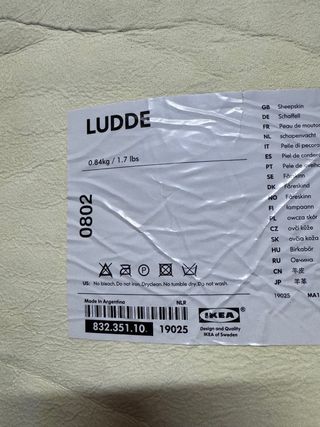 LUDDE
0.84kg / 1.7 lbs
0802
US: No bleach. Do not iron. Dryclean. No tumble dry. Do not wash.
Made in Argentina NLR
832.351.10. 19025
IKEA
Design and Quality
IKEA of Sweden
GB Sheepskin
DE Schaffell
FR Peau de mouton
NL schapenvacht
IT Pelle di pecora
ES Piel de cordero
PT Pele de ovelha
SE Fårskinn
DK Fåreskind
NO Fåreskinn
FI lampaann
PL owcza skór
CZ ovčí kůže
SK ovčia koža
HU Birkabőr
RU Овчина
CN 羊皮
JP 羊革
19025 MA1